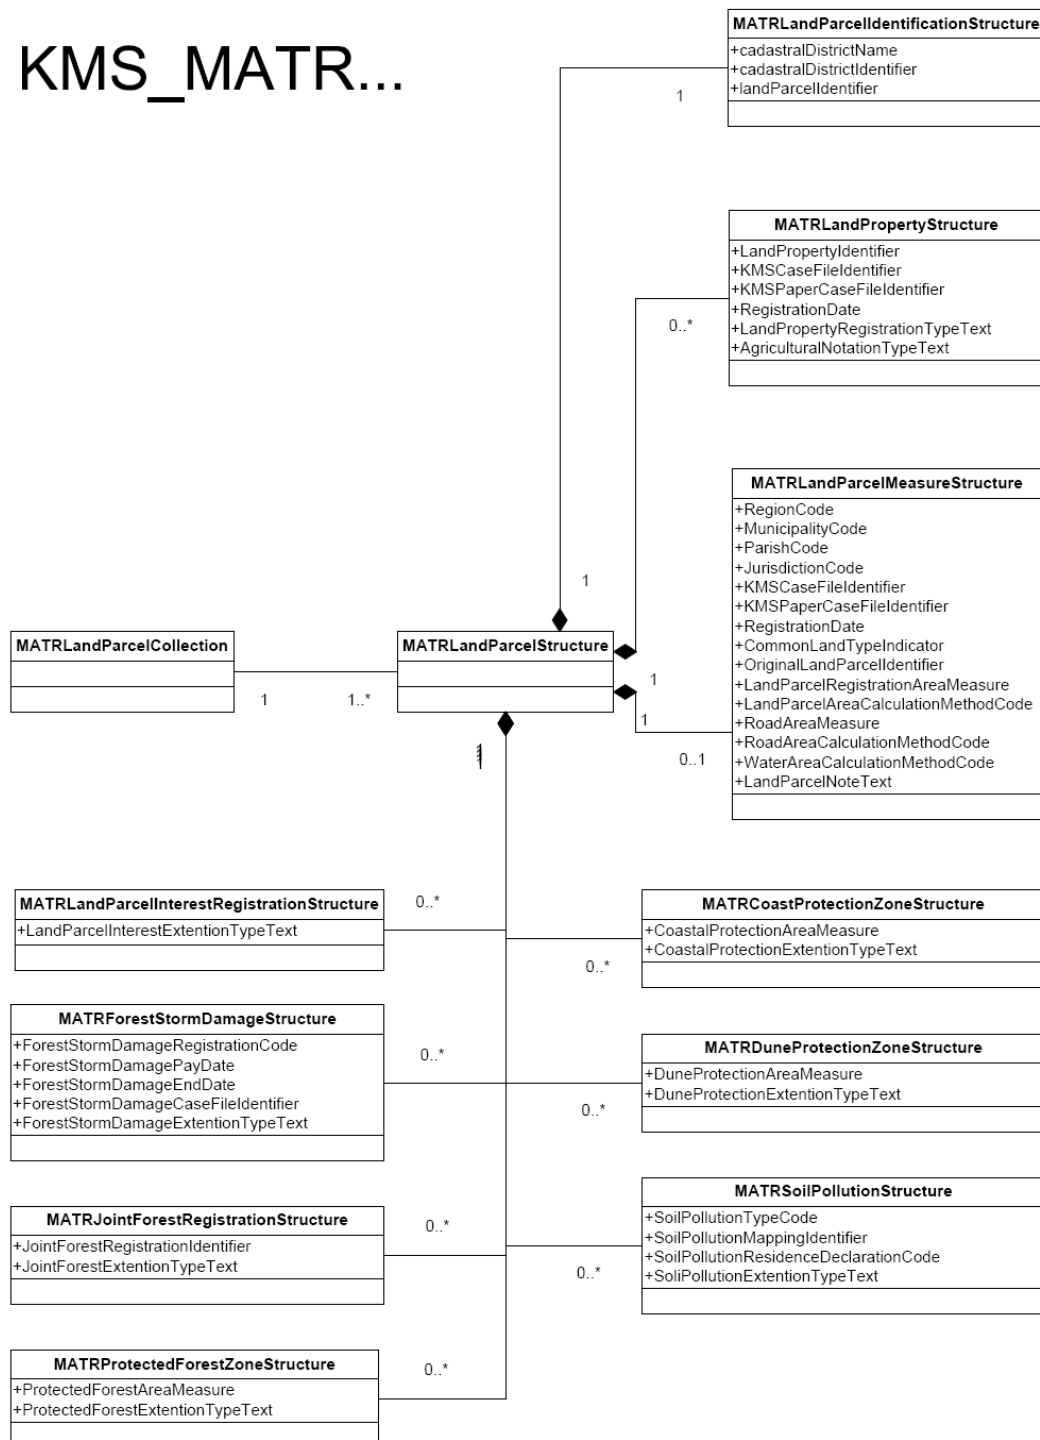 KMS_MATR...
MATRLandParcelIdentificationStructure
+cadastralDistrictName
+cadastralDistrictIdentifier
+landParcelIdentifier
1
MATRLandPropertyStructure
+LandPropertyIdentifier
+KMSCaseFileIdentifier
+KMSPaperCaseFileIdentifier
+RegistrationDate
+LandPropertyRegistrationTypeText
+AgriculturalNotationTypeText
0..*
MATRLandParcelMeasureStructure
+RegionCode
+MunicipalityCode
+ParishCode
+JurisdictionCode
+KMSCaseFileIdentifier
+KMSPaperCaseFileIdentifier
+RegistrationDate
+CommonLandTypeIndicator
+OriginalLandParcelIdentifier
+LandParcelRegistrationAreaMeasure
+LandParcelAreaCalculationMethodCode
+RoadAreaMeasure
+RoadAreaCalculationMethodCode
+WaterAreaCalculationMethodCode
+LandParcelNoteText
1
MATRLandParcelCollection
MATRLandParcelStructure
1
1..*
1
1
0..1
MATRLandParcelInterestRegistrationStructure
+LandParcelInterestExtentionTypeText
0..*
MATRCoastProtectionZoneStructure
+CoastalProtectionAreaMeasure
+CoastalProtectionExtentionTypeText
0..*
MATRForestStormDamageStructure
+ForestStormDamageRegistrationCode
+ForestStormDamagePayDate
+ForestStormDamageEndDate
+ForestStormDamageCaseFileIdentifier
+ForestStormDamageExtentionTypeText
0..*
MATRDuneProtectionZoneStructure
+DuneProtectionAreaMeasure
+DuneProtectionExtentionTypeText
0..*
MATRSoilPollutionStructure
+SoilPollutionTypeCode
+SoilPollutionMappingIdentifier
+SoilPollutionResidenceDeclarationCode
+SoliPollutionExtentionTypeText
0..*
MATRJointForestRegistrationStructure
+JointForestRegistrationIdentifier
+JointForestExtentionTypeText
0..*
MATRProtectedForestZoneStructure
+ProtectedForestAreaMeasure
+ProtectedForestExtentionTypeText
0..*